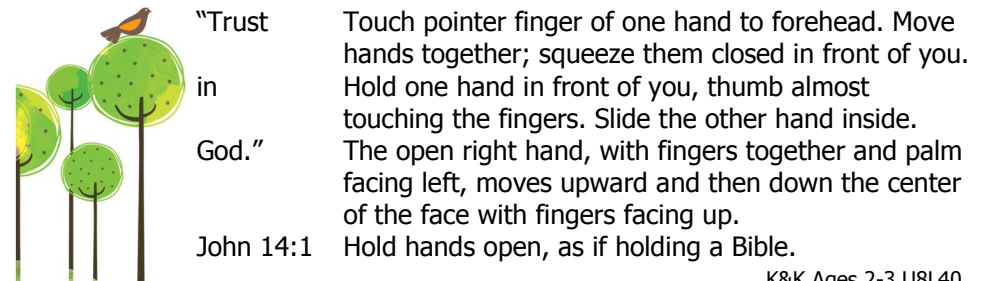 “Trust Touch pointer finger of one hand to forehead. Move
hands together; squeeze them closed in front of you.
in Hold one hand in front of you, thumb almost
touching the fingers. Slide the other hand inside.
God.” The open right hand, with fingers together and palm
facing left, moves upward and then down the center
of the face with fingers facing up.
John 14:1 Hold hands open, as if holding a Bible.
K&K Ages 2-3 U8L40